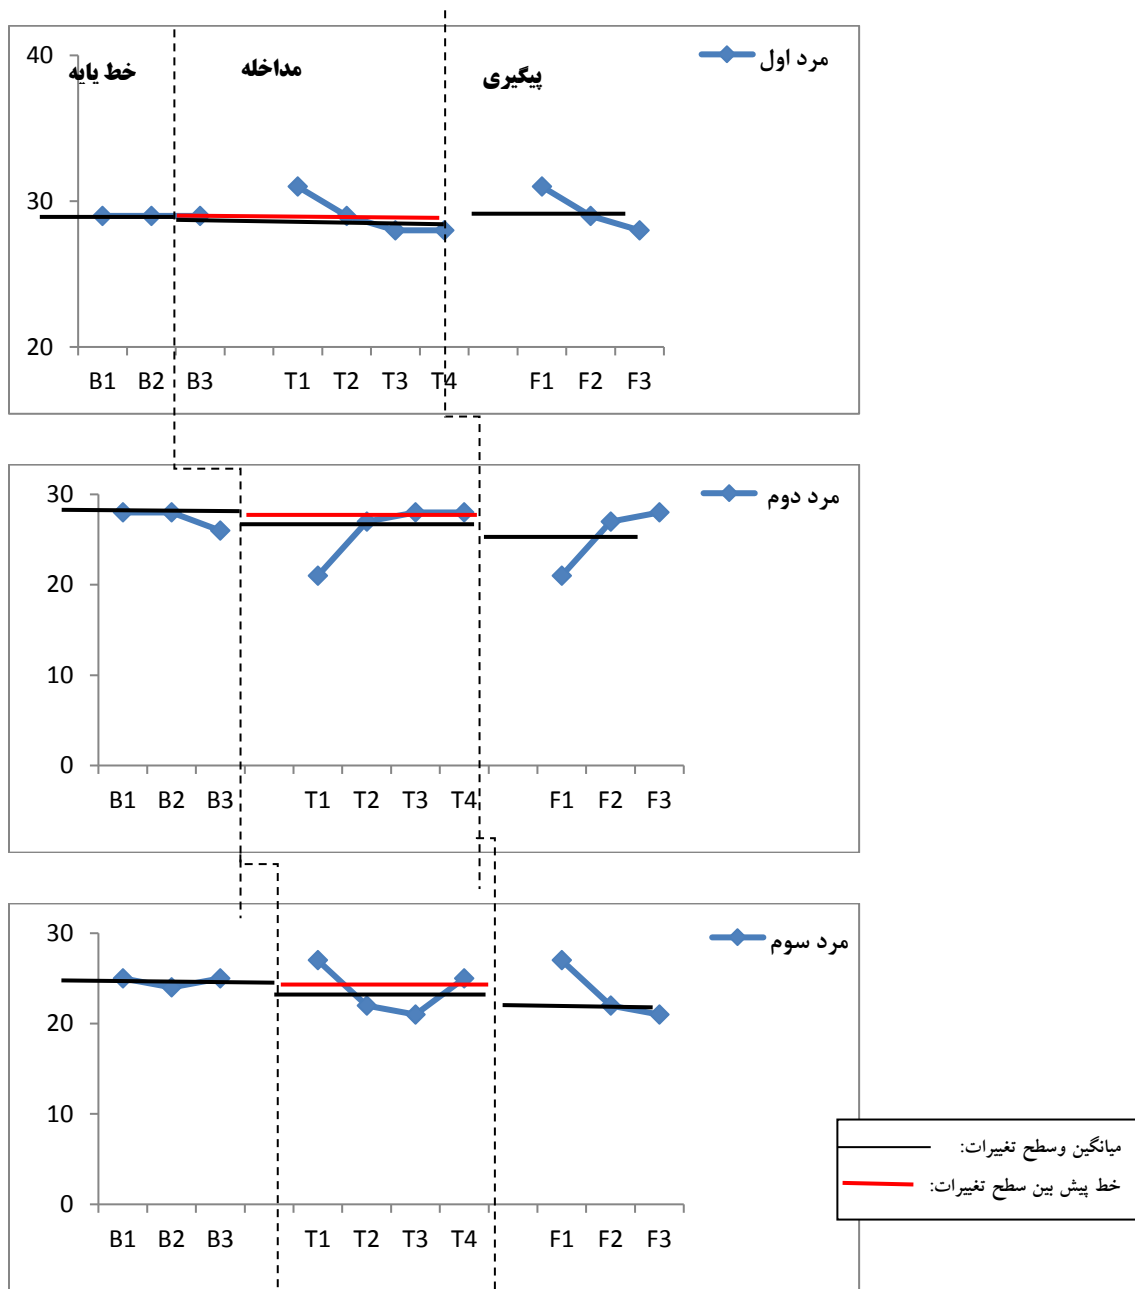 40
30
20
خط پایه
مداخله
پیگیری
مرد اول
B1 B2 B3 T1 T2 T3 T4 F1 F2 F3
30
20
10
0
مرد دوم
B1 B2 B3 T1 T2 T3 T4 F1 F2 F3
30
20
10
0
مرد سوم
B1 B2 B3 T1 T2 T3 T4 F1 F2 F3
میانگین وسطح تغییرات:
خط پیش بین سطح تغییرات: